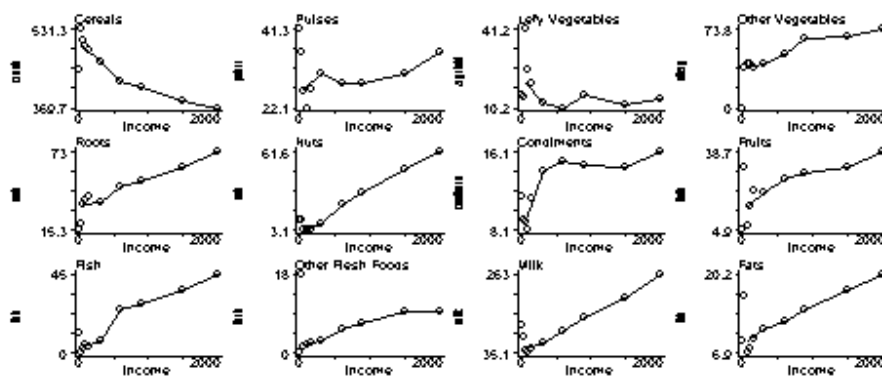 Cereals Pulses Lefy Vegetables Other Vegetables
531.3 41.3 41.2 73.8
360.7 22.1 10.2 0
0 2000 0 2000 0 2000 0 2000
Income Income Income Income
Roots Nuts Condiments Fruits
73 61.6 16.1 38.7
15.3 3.1 8.1 4.9
0 2000 0 2000 0 2000 0 2000
Income Income Income Income
Fish Other Flesh Foods Milk Fats
46 18 263 20.2
0 0 35.1 6.9
0 2000 0 2000 0 2000 0 2000
Income Income Income Income